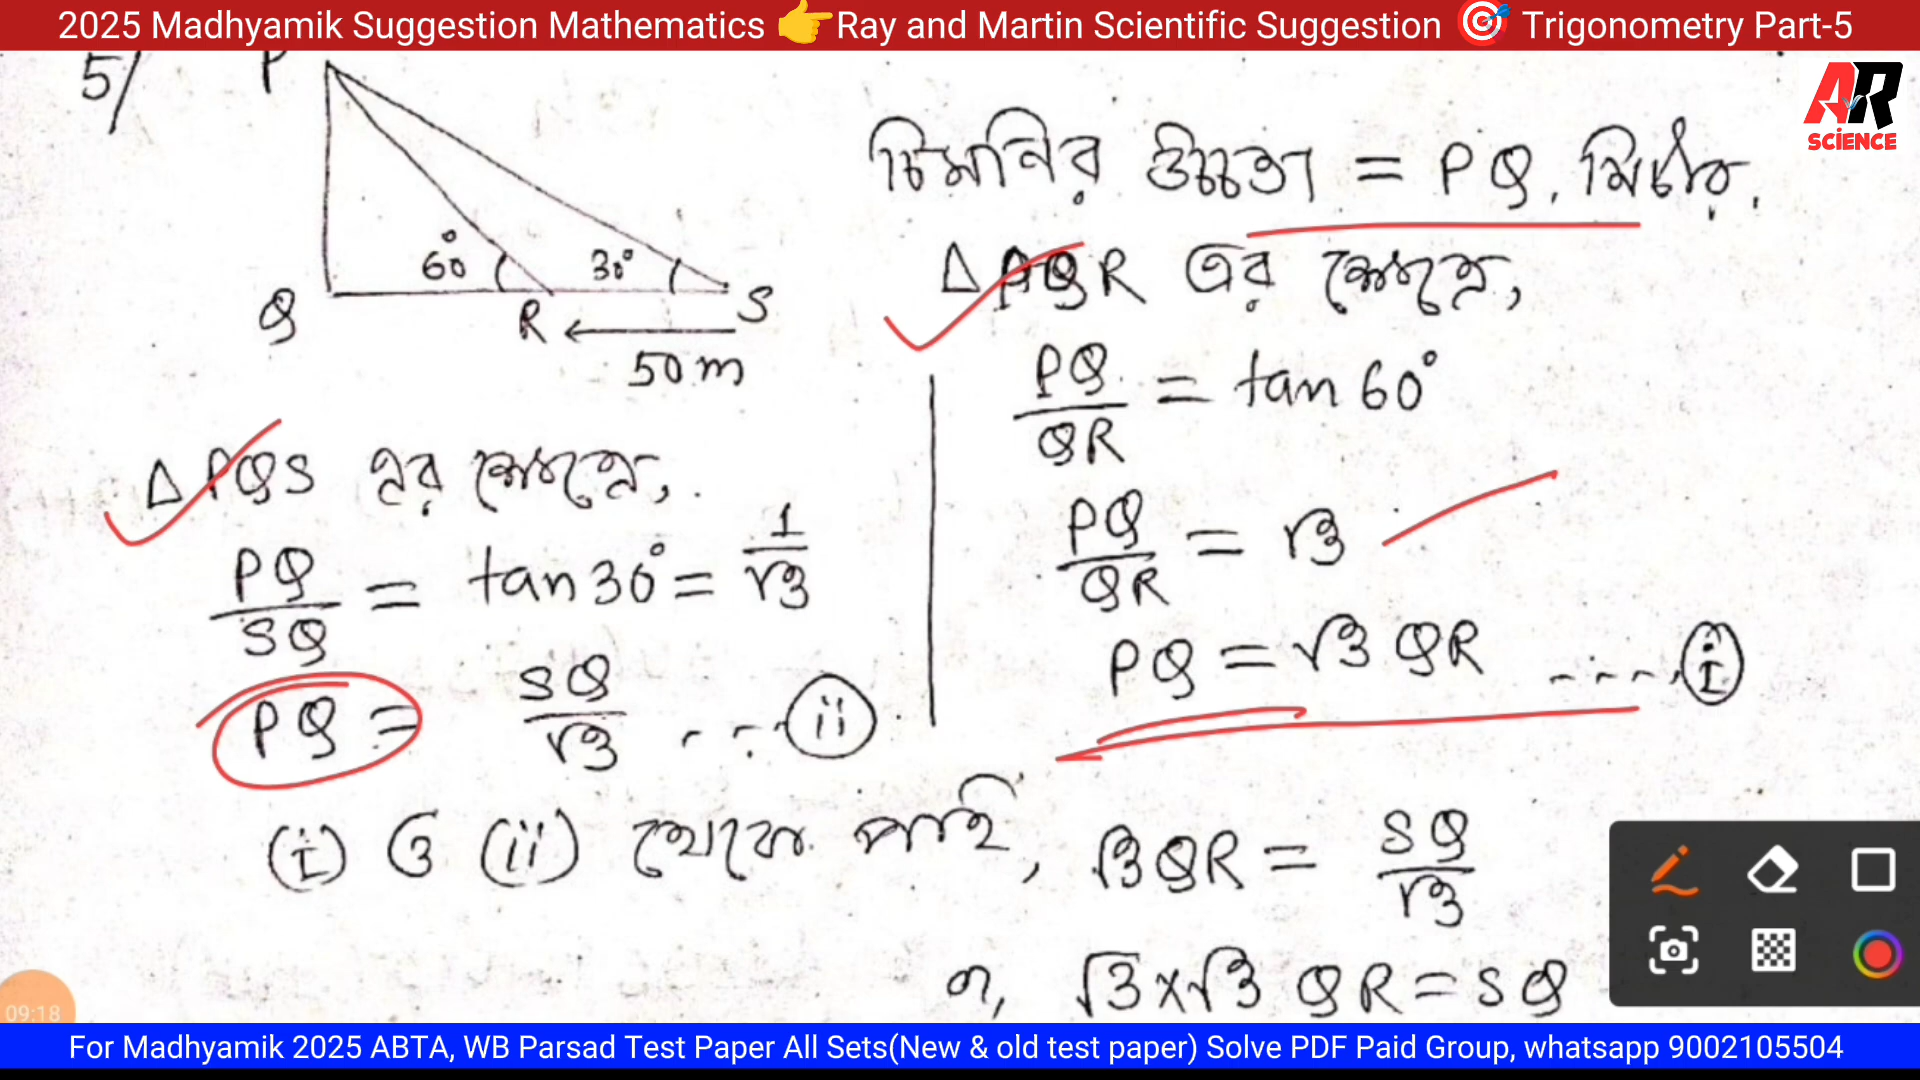 2025 Madhyamik Suggestion Mathematics 👉Ray and Martin Scientific Suggestion 🎯 Trigonometry Part-5
AR
SCIENCE
5/
P
60°
30°
Q
R
S
50 m
চিমনির উচ্চতা = PQ. মিটার.
Δ PQR এর ক্ষেত্রে,
PQ/QR = tan 60°
PQ/QR = √3
PQ = √3 QR ..... (i)
Δ PQS এর ক্ষেত্রে,
PQ/SQ = tan 30° = 1/√3
PQ = SQ/√3 ..... (ii)
(i) ও (ii) থেকে পাই, √3 QR = SQ/√3
বা, √3 x √3 QR = SQ
09:18
For Madhyamik 2025 ABTA, WB Parsad Test Paper All Sets(New & old test paper) Solve PDF Paid Group, whatsapp 9002105504